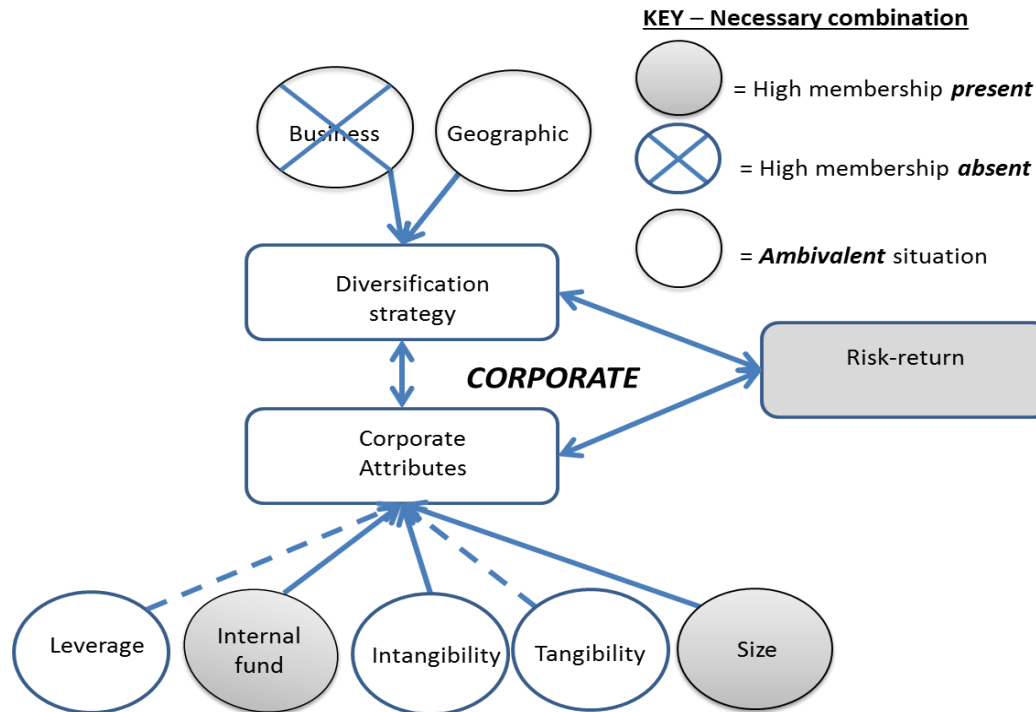 KEY – Necessary combination
= High membership present
= High membership absent
= Ambivalent situation
Business
Geographic
Diversification
strategy
CORPORATE
Risk-return
Corporate
Attributes
Leverage
Internal
fund
Intangibility
Tangibility
Size